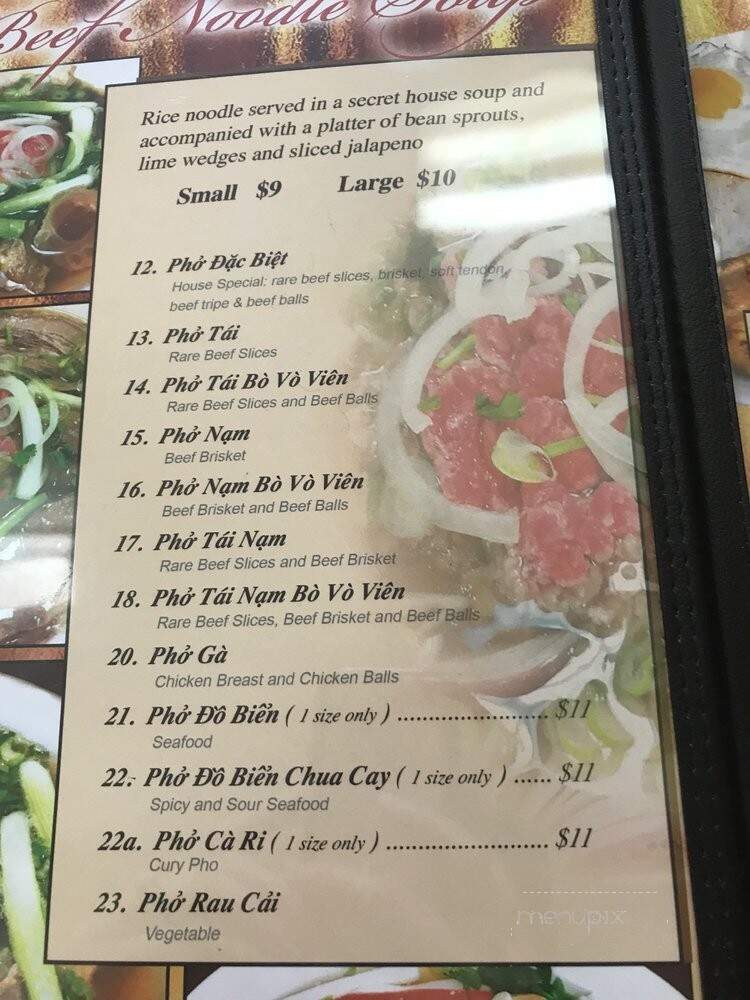 Beef Noodle Soup
Rice noodle served in a secret house soup and
accompanied with a platter of bean sprouts,
lime wedges and sliced jalapeno
Small $9 Large $10
12. Phở Đặc Biệt
House Special: rare beef slices, brisket, soft tendon,
beef tripe & beef balls
13. Phở Tái
Rare Beef Slices
14. Phở Tái Bò Vò Viên
Rare Beef Slices and Beef Balls
15. Phở Nạm
Beef Brisket
16. Phở Nạm Bò Vò Viên
Beef Brisket and Beef Balls
17. Phở Tái Nạm
Rare Beef Slices and Beef Brisket
18. Phở Tái Nạm Bò Vò Viên
Rare Beef Slices, Beef Brisket and Beef Balls
20. Phở Gà
Chicken Breast and Chicken Balls
21. Phở Đồ Biển ( 1 size only ) ........................ $11
Seafood
22. Phở Đồ Biển Chua Cay ( 1 size only ) ...... $11
Spicy and Sour Seafood
22a. Phở Cà Ri ( 1 size only ) .......................... $11
Cury Pho
23. Phở Rau Cải
Vegetable
menupix